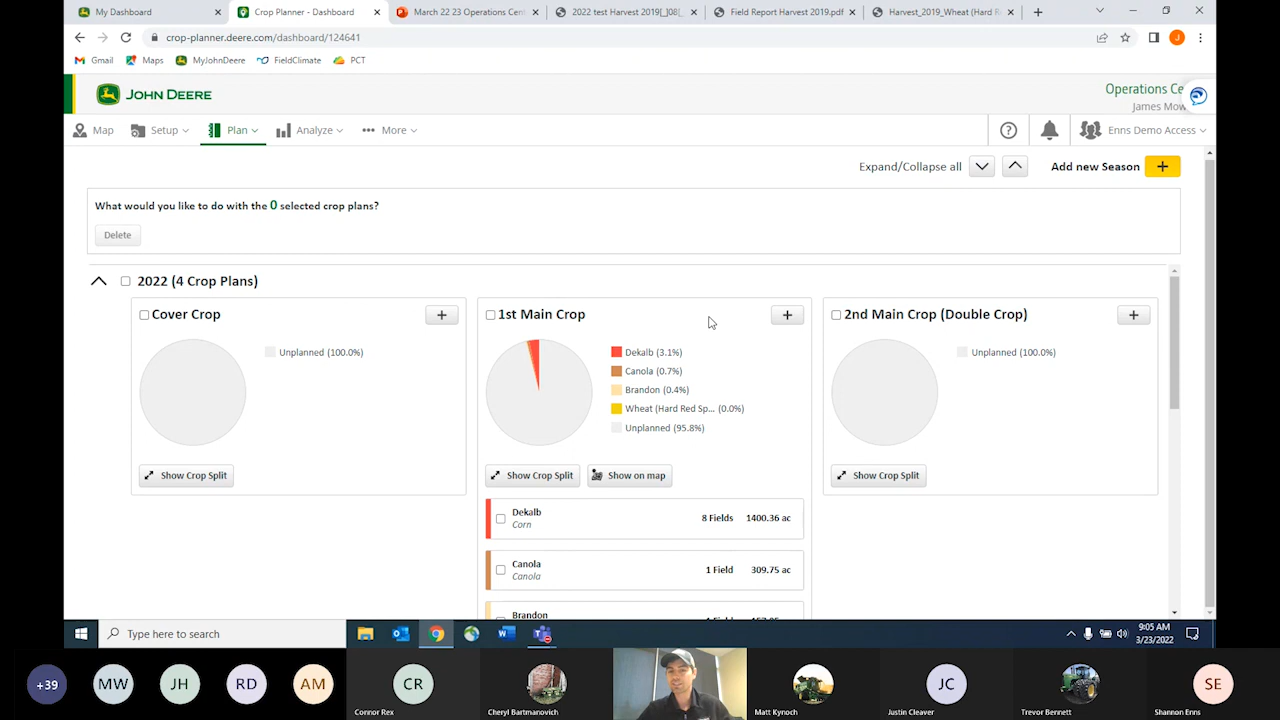 My Dashboard
Crop Planner - Dashboard
March 22 23 Operations Cent
2022 test Harvest 2019[_]08[_
Field Report Harvest 2019.pdf
Harvest_2019_Wheat (Hard R
crop-planner.deere.com/dashboard/124641
Gmail
Maps
MyJohnDeere
FieldClimate
PCT
J
JOHN DEERE
Operations Ce
James Mow
Map
Setup
Plan
Analyze
More
Enns Demo Access
Expand/Collapse all
Add new Season
What would you like to do with the 0 selected crop plans?
Delete
2022 (4 Crop Plans)
Cover Crop
Unplanned (100.0%)
Show Crop Split
1st Main Crop
Dekalb (3.1%)
Canola (0.7%)
Brandon (0.4%)
Wheat (Hard Red Sp... (0.0%)
Unplanned (95.8%)
Show Crop Split
Show on map
Dekalb
Corn
8 Fields
1400.36 ac
Canola
Canola
1 Field
309.75 ac
Brandon
2nd Main Crop (Double Crop)
Unplanned (100.0%)
Show Crop Split
Type here to search
9:05 AM
3/23/2022
+39
MW
JH
RD
AM
CR
Connor Rex
Cheryl Bartmanovich
Matt Kynoch
JC
Justin Cleaver
Trevor Bennett
SE
Shannon Enns